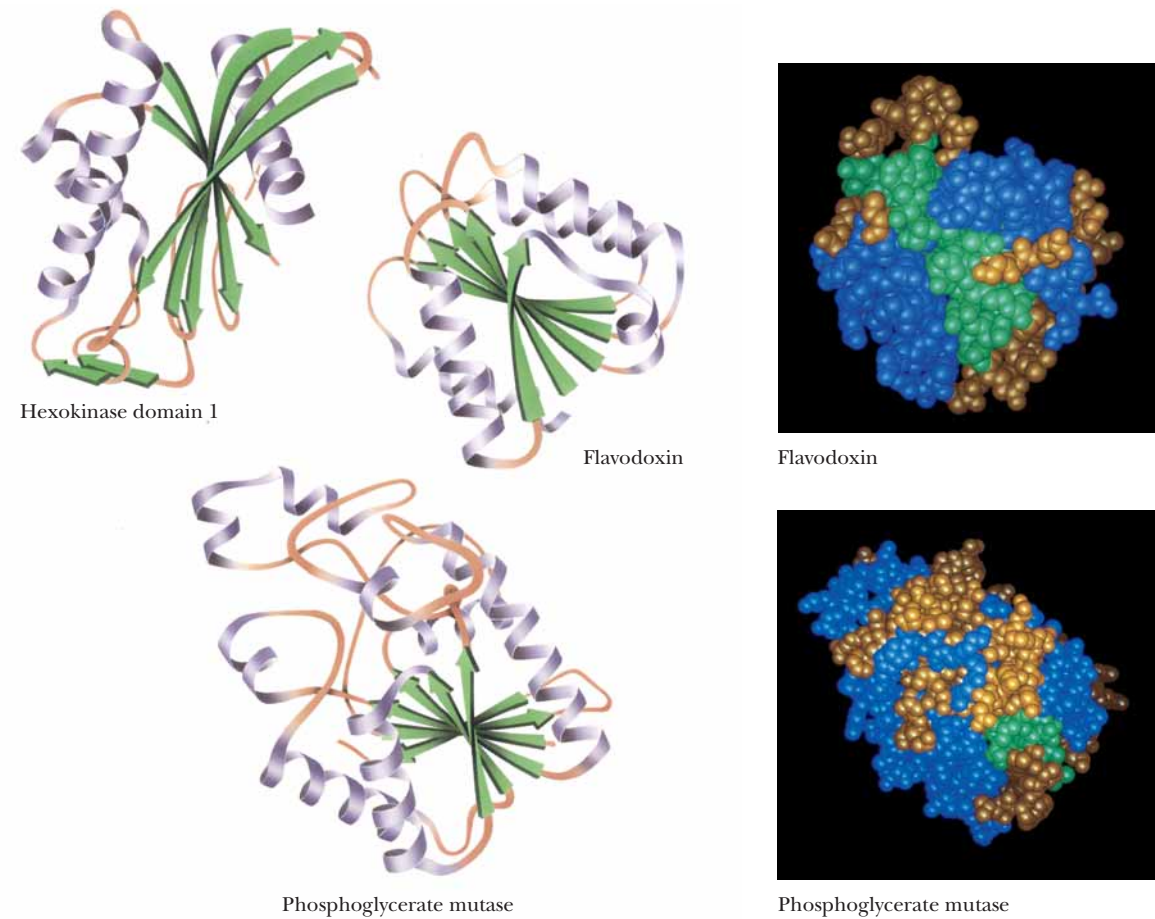 Hexokinase domain 1
Flavodoxin
Flavodoxin
Phosphoglycerate mutase
Phosphoglycerate mutase